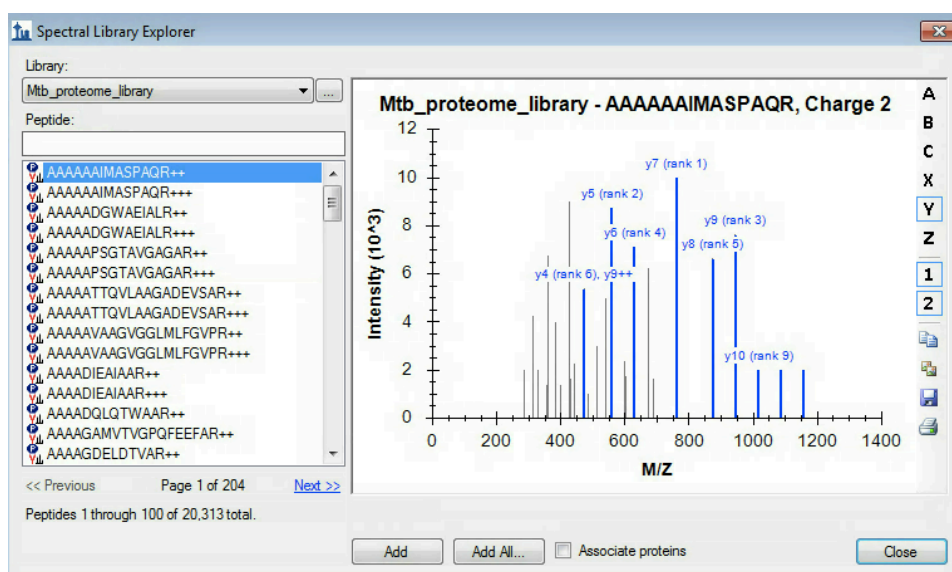 Spectral Library Explorer
Library:
Mtb_proteome_library
...
Peptide:
AAAAAAIMASPAQR++
AAAAAAIMASPAQR+++
AAAAADGWAEIALR++
AAAAADGWAEIALR+++
AAAAAPSGTAVGAGAR++
AAAAAPSGTAVGAGAR+++
AAAAATTQVLAAGADEVSAR++
AAAAATTQVLAAGADEVSAR+++
AAAAAVAAGVGGLMLFGVPR++
AAAAAVAAGVGGLMLFGVPR+++
AAAADIEAIAAR++
AAAADIEAIAAR+++
AAAADQLQTWAAR++
AAAAGAMVTVGPQFEEFAR++
AAAAGDELDTVAR++
<< Previous Page 1 of 204 Next >>
Peptides 1 through 100 of 20,313 total.
Mtb_proteome_library - AAAAAAIMASPAQR, Charge 2
Intensity (10^3)
12
10
8
6
4
2
0
y7 (rank 1)
y5 (rank 2)
y9 (rank 3)
y6 (rank 4)
y8 (rank 5)
y4 (rank 6), y9++
y10 (rank 9)
0 200 400 600 800 1000 1200 1400
M/Z
A
B
C
X
Y
Z
1
2
Add Add All... Associate proteins Close